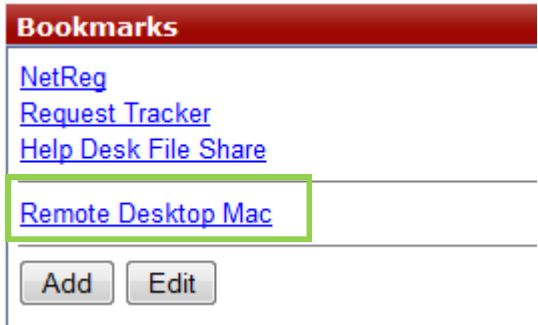 Bookmarks
NetReg
Request Tracker
Help Desk File Share
Remote Desktop Mac
Add Edit